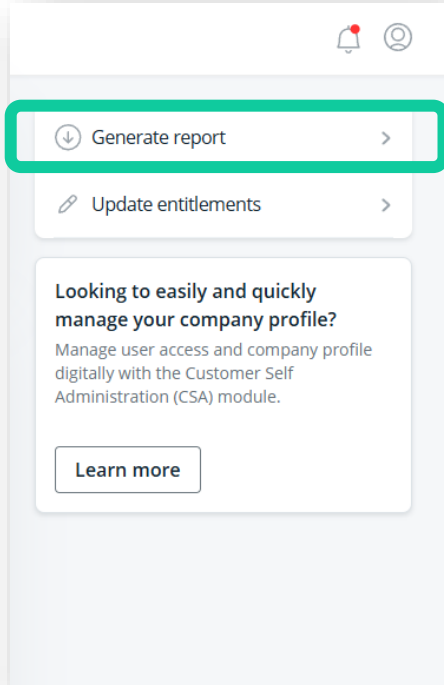 Generate report
Update entitlements
Looking to easily and quickly
manage your company profile?
Manage user access and company profile
digitally with the Customer Self
Administration (CSA) module.
Learn more